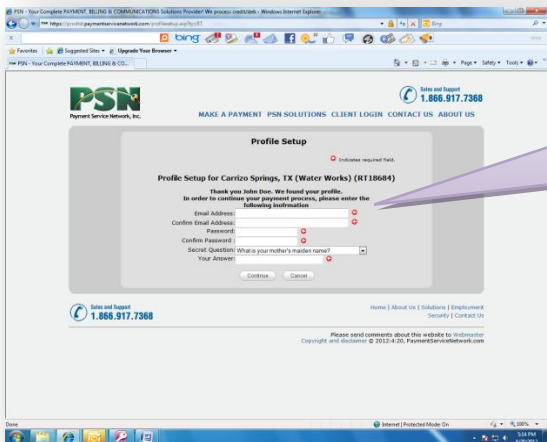 PSN - Your Complete PAYMENT, BILLING & COMMUNICATIONS Solutions Provider! We process credit/debit - Windows Internet Explorer
Bing
bing
Favorites Suggested Sites Upgrade Your Browser
PSN - Your Complete PAYMENT, BILLING & CO...
Page Safety Tools
PSN
Payment Service Network, Inc.
Sales and Support
1.866.917.7368
MAKE A PAYMENT PSN SOLUTIONS CLIENT LOGIN CONTACT US ABOUT US
Profile Setup
Indicates required field.
Profile Setup for Carrizo Springs, TX (Water Works) (RT18684)
Thank you John Doe. We found your profile.
In order to continue your payment process, please enter the
following inofrmation
Email Address:
Confirm Email Address:
Password:
Confirm Password :
Secret Question: What is your mother's maiden name?
Your Answer:
Continue Cancel
Sales and Support
1.866.917.7368
Home | About Us | Solutions | Employment
Security | Contact Us
Please send comments about this website to Webmaster
Copyright and disclaimer © 2012-4-20, PaymentServiceNetwork.com
Done
Internet | Protected Mode: On
100%
5:14 PM